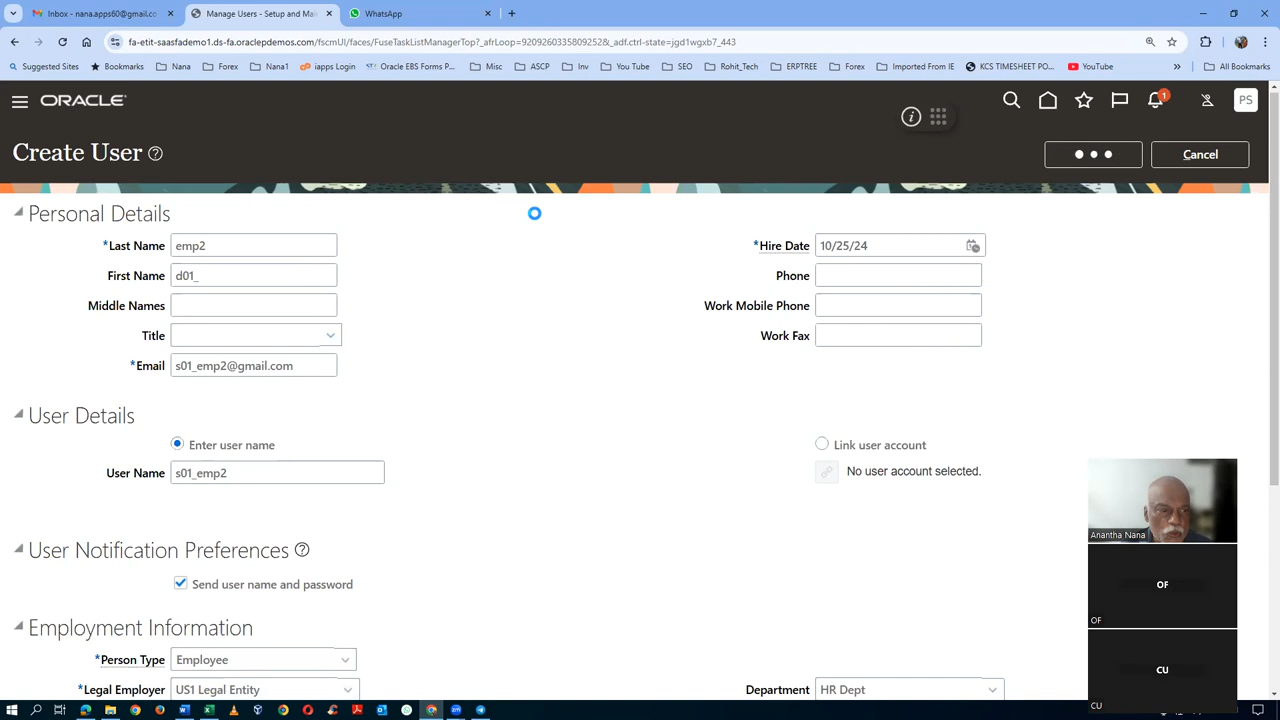 Inbox - nana.apps60@gmail.co
Manage Users - Setup and Mai
WhatsApp
fa-etit-saasfademo1.ds-fa.oraclepdemos.com/fscmUI/faces/FuseTaskListManagerTop?_afrLoop=9209260335809252&_adf.ctrl-state=jgd1wgxb7_443
Suggested Sites
Bookmarks
Nana
Forex
Nana1
iapps Login
Oracle EBS Forms P...
Misc
ASCP
Inv
You Tube
SEO
Rohit_Tech
ERPTREE
Forex
Imported From IE
KCS TIMESHEET PO...
YouTube
All Bookmarks
ORACLE
1
PS
Create User
Cancel
Personal Details
*Last Name emp2
*Hire Date 10/25/24
First Name d01_
Phone
Middle Names
Work Mobile Phone
Title
Work Fax
*Email s01_emp2@gmail.com
User Details
Enter user name
Link user account
User Name s01_emp2
No user account selected.
User Notification Preferences
Send user name and password
Employment Information
*Person Type Employee
*Legal Employer US1 Legal Entity
Department HR Dept
Anantha Nana
OF
OF
CU
CU